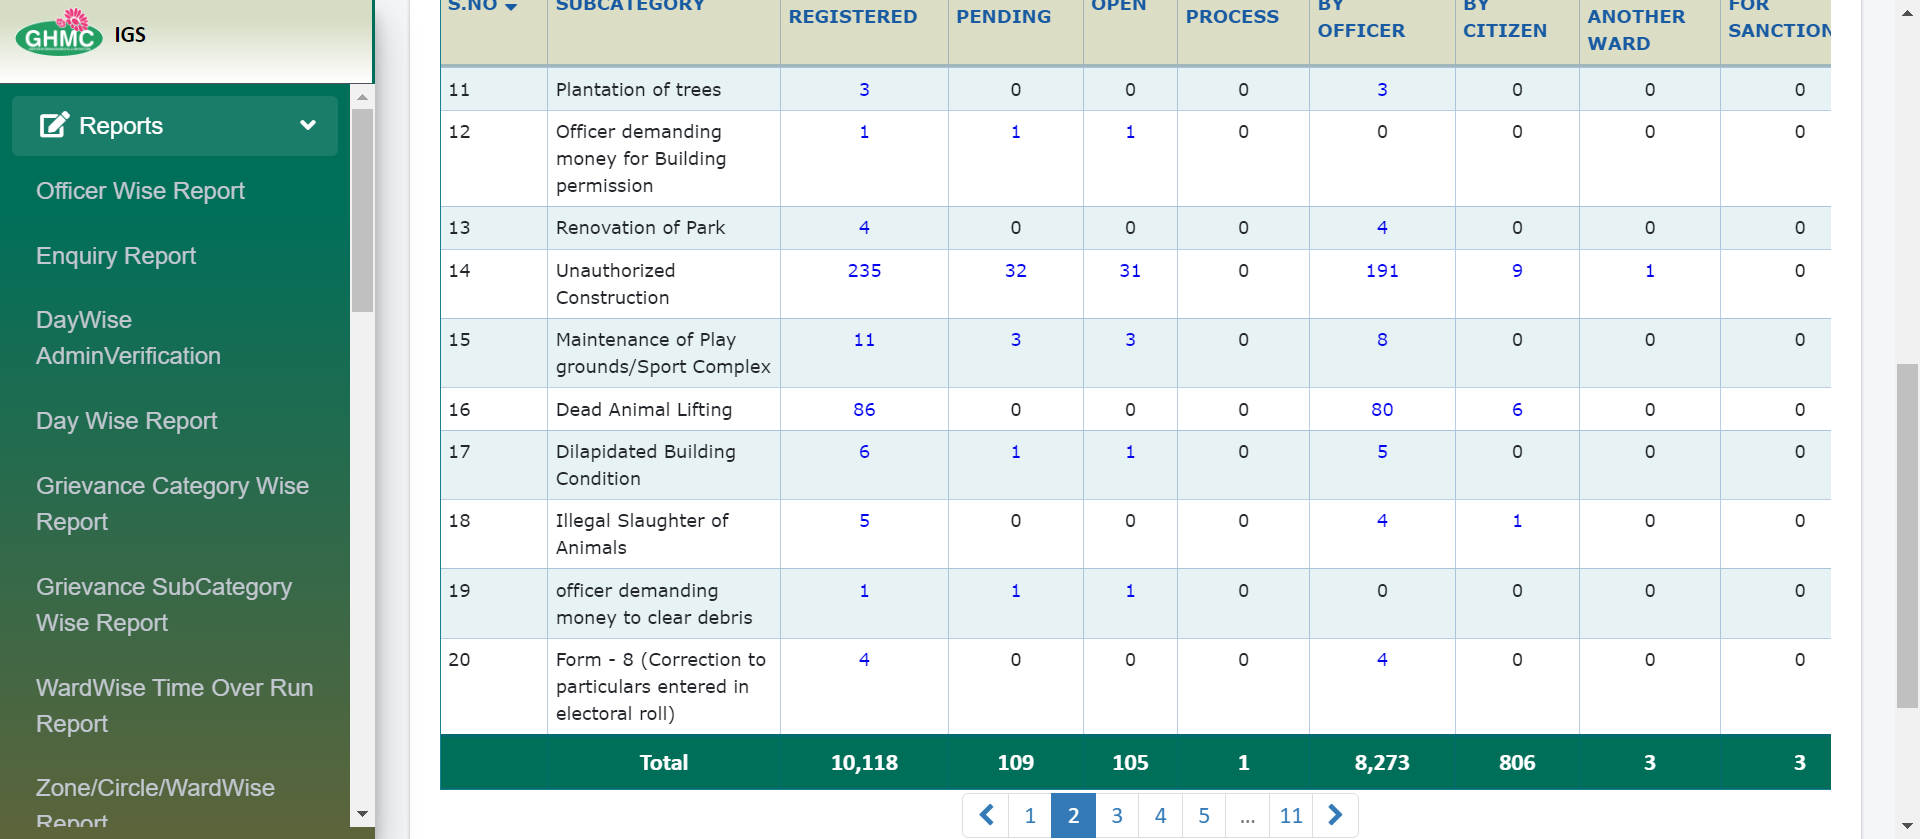 GHMC IGS
Reports
Officer Wise Report
Enquiry Report
DayWise
AdminVerification
Day Wise Report
Grievance Category Wise
Report
Grievance SubCategory
Wise Report
WardWise Time Over Run
Report
Zone/Circle/WardWise
Report
S.NO SUBCATEGORY REGISTERED PENDING OPEN PROCESS BY OFFICER BY CITIZEN ANOTHER WARD FOR SANCTION
11 Plantation of trees 3 0 0 0 3 0 0 0
12 Officer demanding 1 1 1 0 0 0 0 0
money for Building
permission
13 Renovation of Park 4 0 0 0 4 0 0 0
14 Unauthorized 235 32 31 0 191 9 1 0
Construction
15 Maintenance of Play 11 3 3 0 8 0 0 0
grounds/Sport Complex
16 Dead Animal Lifting 86 0 0 0 80 6 0 0
17 Dilapidated Building 6 1 1 0 5 0 0 0
Condition
18 Illegal Slaughter of 5 0 0 0 4 1 0 0
Animals
19 officer demanding 1 1 1 0 0 0 0 0
money to clear debris
20 Form - 8 (Correction to 4 0 0 0 4 0 0 0
particulars entered in
electoral roll)
Total 10,118 109 105 1 8,273 806 3 3
1 2 3 4 5 ... 11